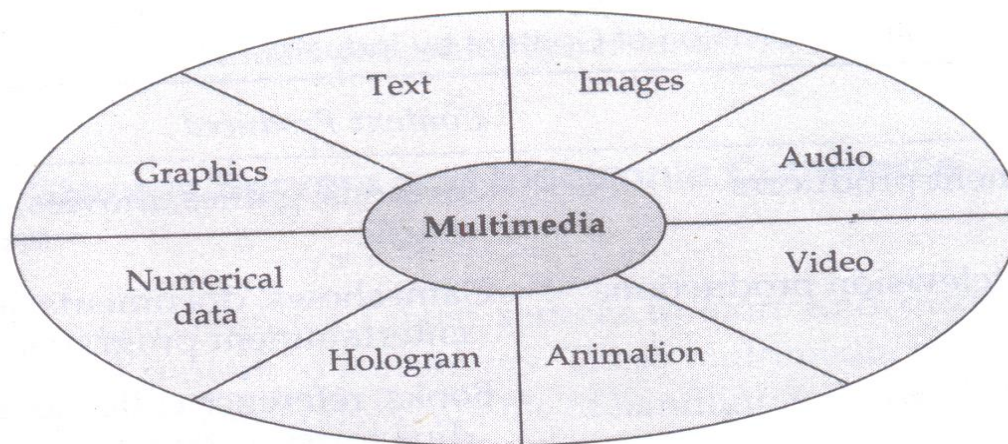 Text
Images
Graphics
Audio
Multimedia
Numerical
data
Video
Hologram
Animation